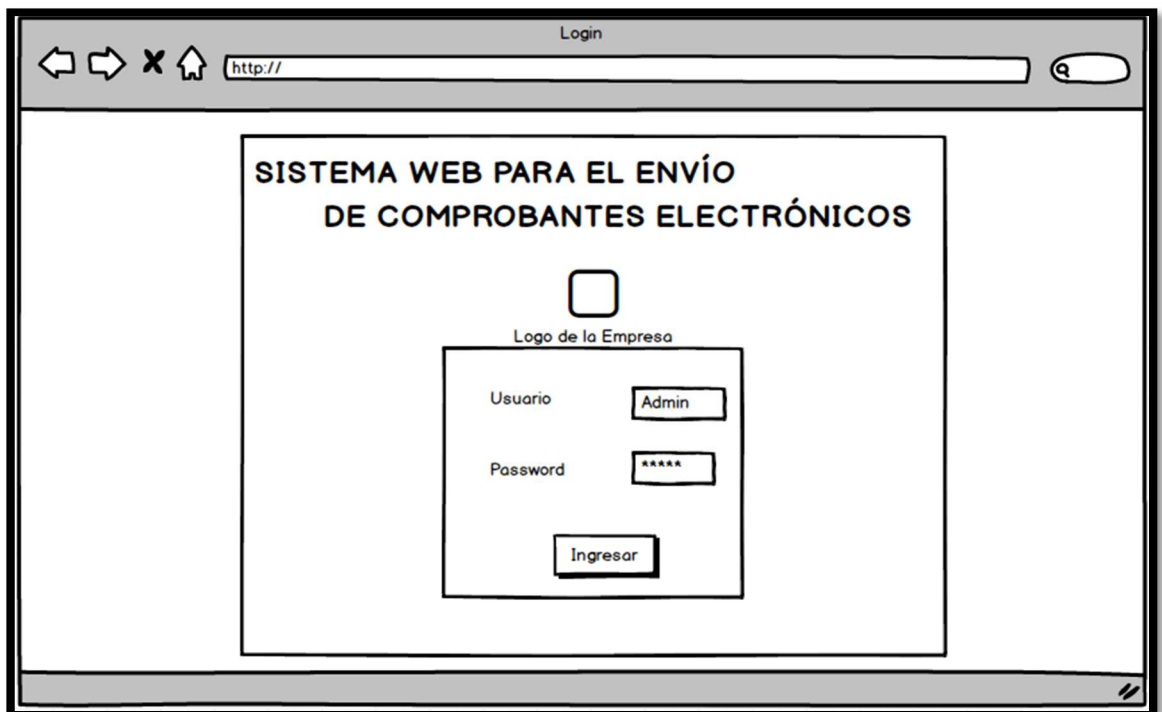 Login
http://
SISTEMA WEB PARA EL ENVÍO
DE COMPROBANTES ELECTRÓNICOS
Logo de la Empresa
Usuario
Admin
Password
*****
Ingresar